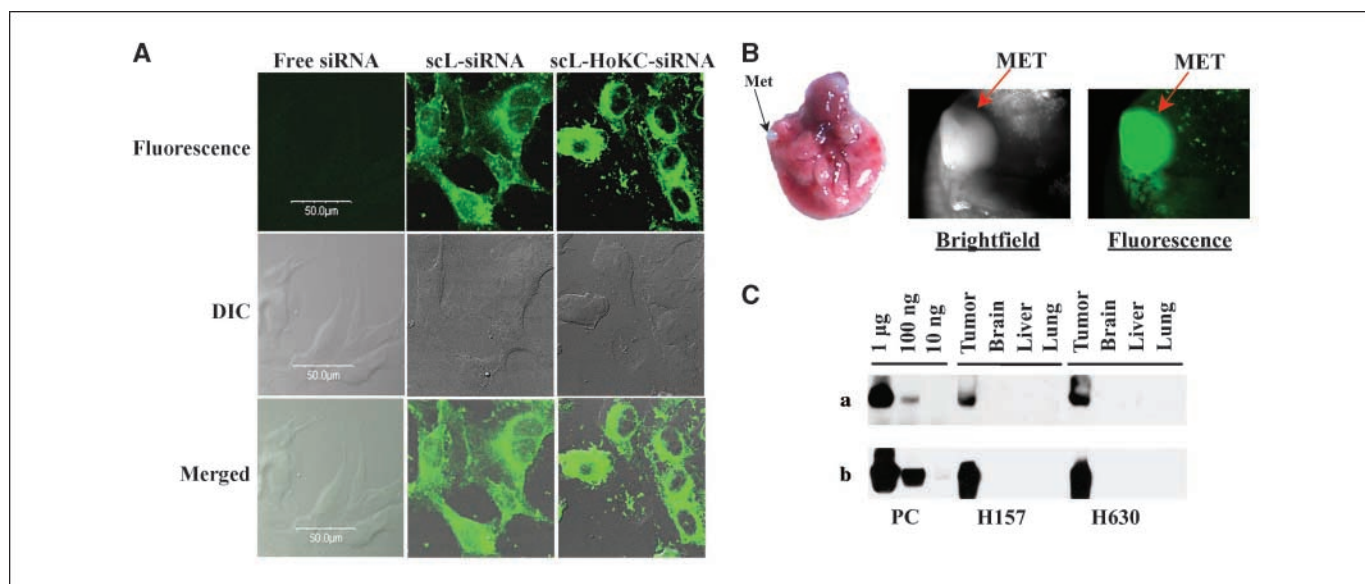 A
Free siRNA scL-siRNA scL-HoKC-siRNA
Fluorescence
50.0µm
DIC
50.0µm
Merged
50.0µm
B
Met
MET
MET
Brightfield
Fluorescence
C
1 µg
100 ng
10 ng
Tumor
Brain
Liver
Lung
Tumor
Brain
Liver
Lung
a
b
PC H157 H630